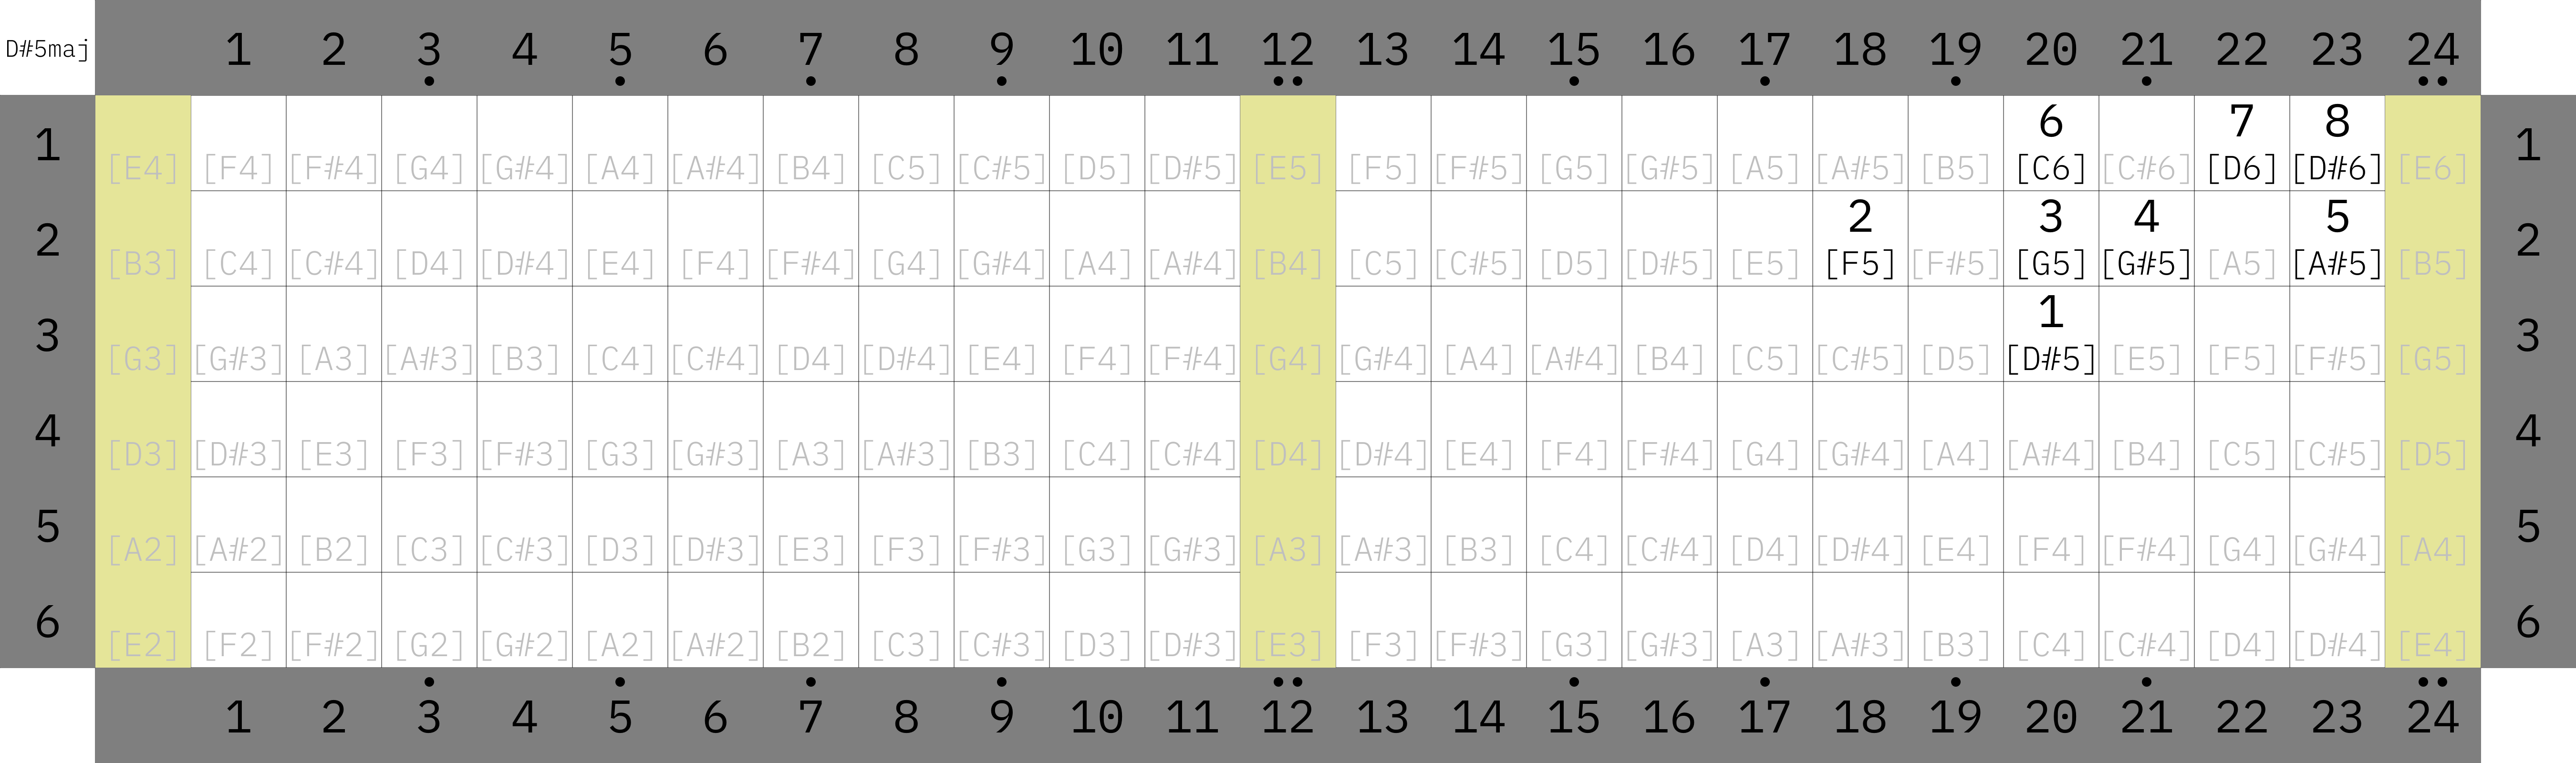 D#5maj 1 2 3 4 5 6 7 8 9 10 11 12 13 14 15 16 17 18 19 20 21 22 23 24
6 7 8
1 [E4] [F4] [F#4] [G4] [G#4] [A4] [A#4] [B4] [C5] [C#5] [D5] [D#5] [E5] [F5] [F#5] [G5] [G#5] [A5] [A#5] [B5] [C6] [C#6] [D6] [D#6] [E6] 1
2 3 4 5
2 [B3] [C4] [C#4] [D4] [D#4] [E4] [F4] [F#4] [G4] [G#4] [A4] [A#4] [B4] [C5] [C#5] [D5] [D#5] [E5] [F5] [F#5] [G5] [G#5] [A5] [A#5] [B5] 2
1
3 [G3] [G#3] [A3] [A#3] [B3] [C4] [C#4] [D4] [D#4] [E4] [F4] [F#4] [G4] [G#4] [A4] [A#4] [B4] [C5] [C#5] [D5] [D#5] [E5] [F5] [F#5] [G5] 3
4 [D3] [D#3] [E3] [F3] [F#3] [G3] [G#3] [A3] [A#3] [B3] [C4] [C#4] [D4] [D#4] [E4] [F4] [F#4] [G4] [G#4] [A4] [A#4] [B4] [C5] [C#5] [D5] 4
5 [A2] [A#2] [B2] [C3] [C#3] [D3] [D#3] [E3] [F3] [F#3] [G3] [G#3] [A3] [A#3] [B3] [C4] [C#4] [D4] [D#4] [E4] [F4] [F#4] [G4] [G#4] [A4] 5
6 [E2] [F2] [F#2] [G2] [G#2] [A2] [A#2] [B2] [C3] [C#3] [D3] [D#3] [E3] [F3] [F#3] [G3] [G#3] [A3] [A#3] [B3] [C4] [C#4] [D4] [D#4] [E4] 6
1 2 3 4 5 6 7 8 9 10 11 12 13 14 15 16 17 18 19 20 21 22 23 24